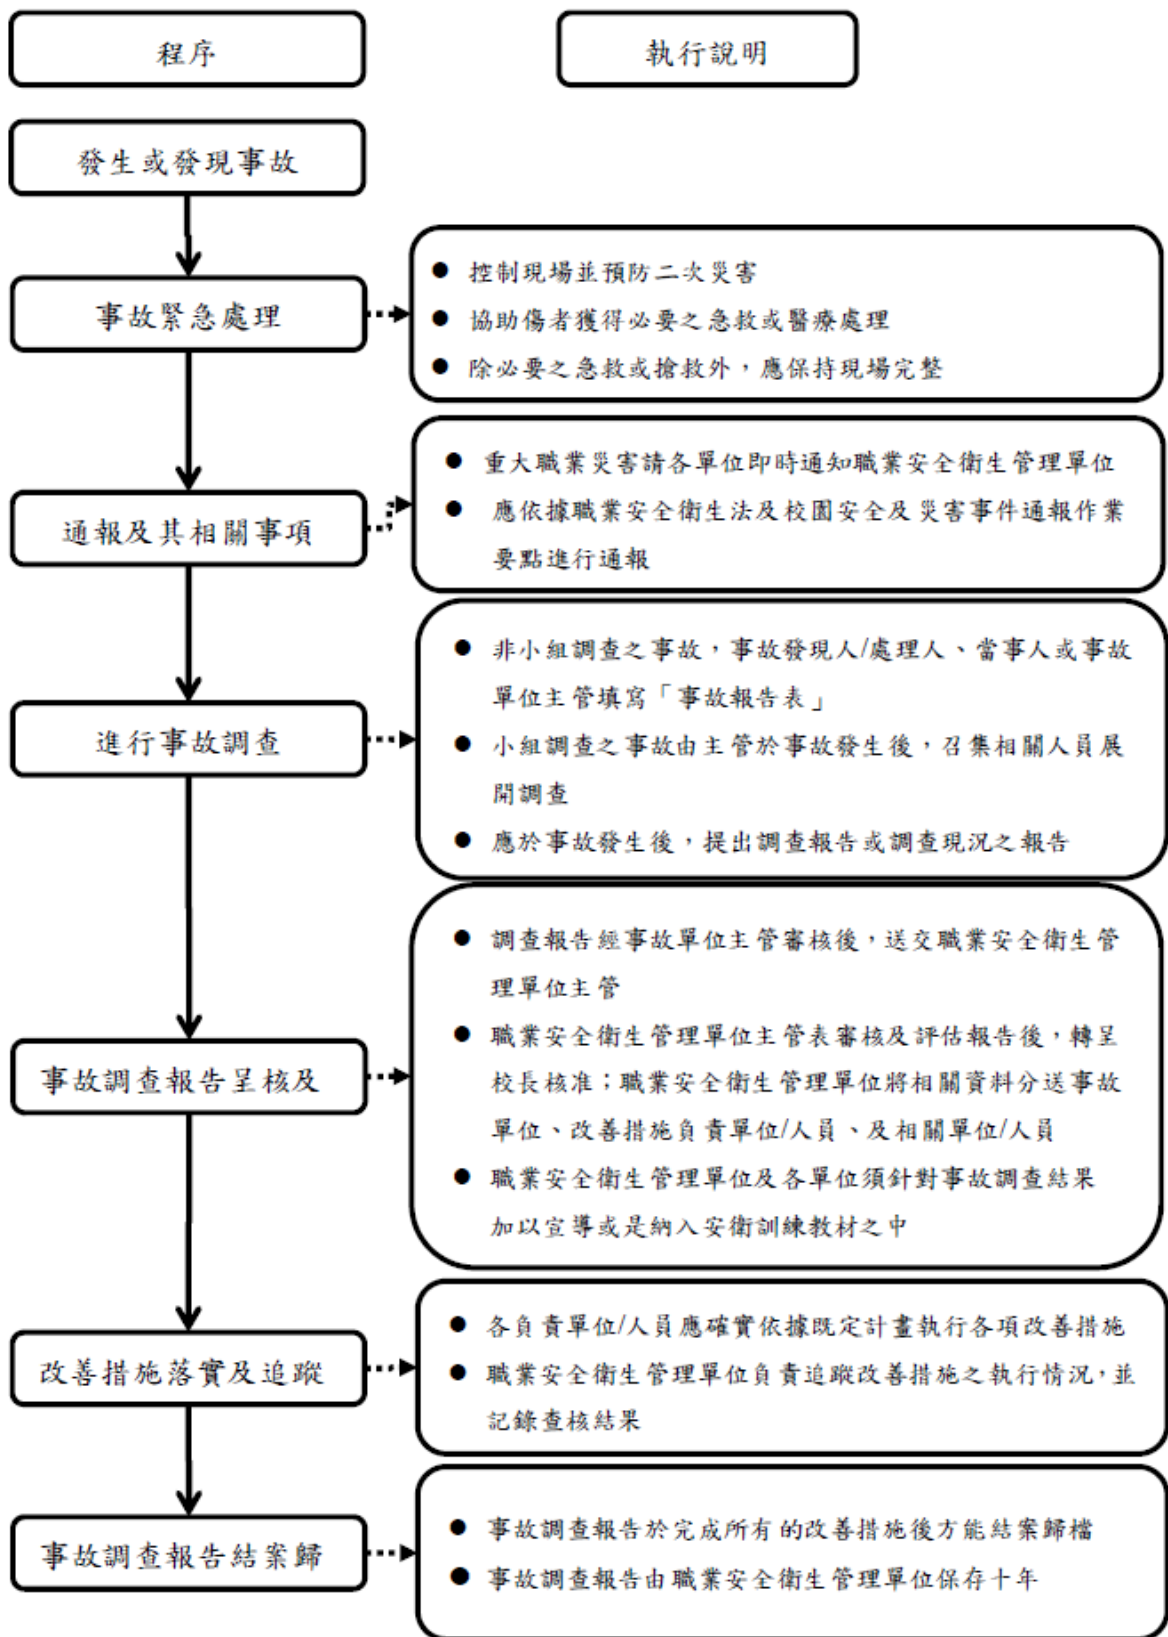 程序
執行說明
發生或發現事故
事故緊急處理
● 控制現場並預防二次災害
● 協助傷者獲得必要之急救或醫療處理
● 除必要之急救或搶救外，應保持現場完整
通報及其相關事項
● 重大職業災害請各單位即時通知職業安全衛生管理單位
● 應依據職業安全衛生法及校園安全及災害事件通報作業
要點進行通報
進行事故調查
● 非小組調查之事故，事故發現人/處理人、當事人或事故
單位主管填寫「事故報告表」
● 小組調查之事故由主管於事故發生後，召集相關人員展
開調查
● 應於事故發生後，提出調查報告或調查現況之報告
事故調查報告呈核及
● 調查報告經事故單位主管審核後，送交職業安全衛生管
理單位主管
● 職業安全衛生管理單位主管表審核及評估報告後，轉呈
校長核准；職業安全衛生管理單位將相關資料分送事故
單位、改善措施負責單位/人員、及相關單位/人員
● 職業安全衛生管理單位及各單位須針對事故調查結果
加以宣導或是納入安衛訓練教材之中
改善措施落實及追蹤
● 各負責單位/人員應確實依據既定計畫執行各項改善措施
● 職業安全衛生管理單位負責追蹤改善措施之執行情況，並
記錄查核結果
事故調查報告結案歸
● 事故調查報告於完成所有的改善措施後方能結案歸檔
● 事故調查報告由職業安全衛生管理單位保存十年